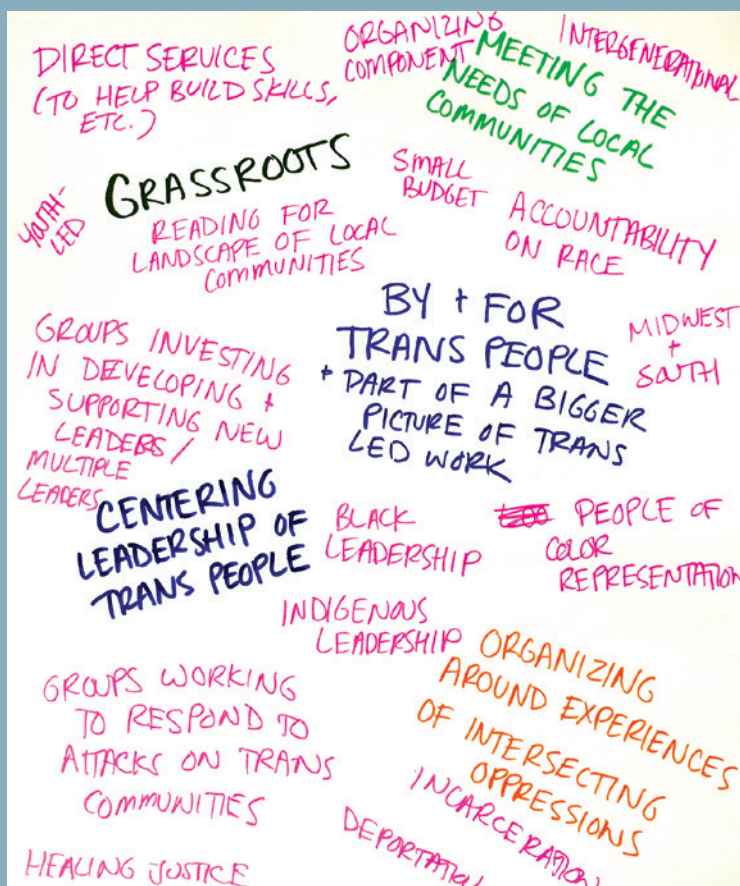 DIRECT SERVICES
(TO HELP BUILD SKILLS,
ETC.)
ORGANIZING
COMPONENT
MEETING THE
NEEDS OF LOCAL
COMMUNITIES
INTERGENERATIONAL
YOUTH-
LED
GRASSROOTS
SMALL
BUDGET
ACCOUNTABILITY
ON RACE
READING FOR
LANDSCAPE OF LOCAL
COMMUNITIES
BY + FOR
TRANS PEOPLE
+ PART OF A BIGGER
PICTURE OF TRANS
LED WORK
MIDWEST
+
SOUTH
GROUPS INVESTING
IN DEVELOPING +
SUPPORTING NEW
LEADERS /
MULTIPLE
LEADERS
CENTERING
LEADERSHIP OF
TRANS PEOPLE
BLACK
LEADERSHIP
PEOPLE OF
COLOR
REPRESENTATION
INDIGENOUS
LEADERSHIP
ORGANIZING
AROUND EXPERIENCES
OF INTERSECTING
OPPRESSIONS
GROUPS WORKING
TO RESPOND TO
ATTACKS ON TRANS
COMMUNITIES
INCARCERATION
DEPORTATION
HEALING JUSTICE